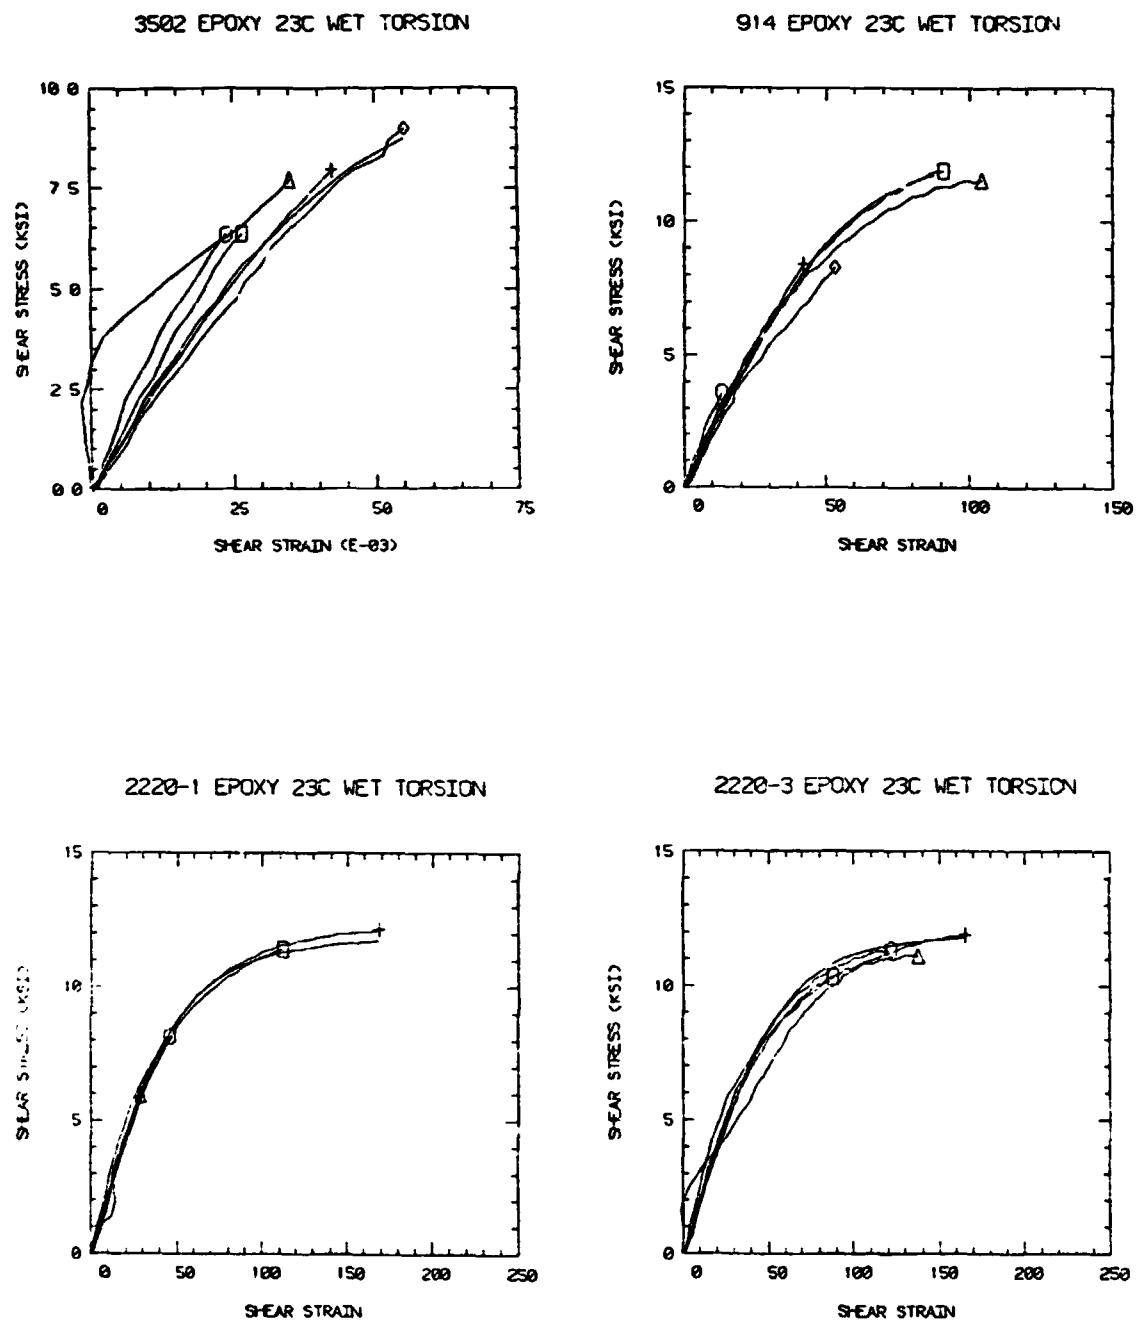 3502 EPOXY 23C WET TORSION
10 0
7 5
5 0
2 5
0 0
0 25 50 75
SHEAR STRESS (KSI)
SHEAR STRAIN (E-03)
914 EPOXY 23C WET TORSION
15
10
5
0
0 50 100 150
SHEAR STRESS (KSI)
SHEAR STRAIN
2220-1 EPOXY 23C WET TORSION
15
10
5
0
0 50 100 150 200 250
SHEAR STRESS (KSI)
SHEAR STRAIN
2220-3 EPOXY 23C WET TORSION
15
10
5
0
0 50 100 150 200 250
SHEAR STRESS (KSI)
SHEAR STRAIN